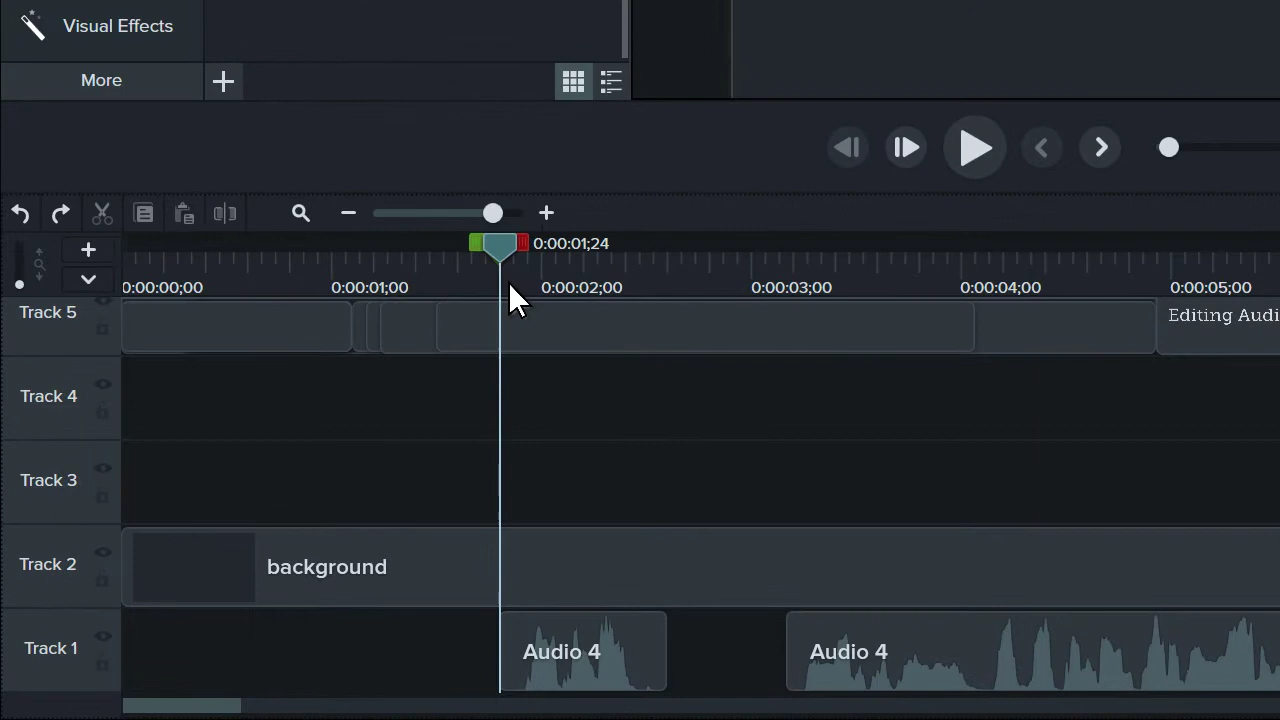 Visual Effects
More
0:00:01;24
0:00:00;00 0:00:01;00 0:00:02;00 0:00:03;00 0:00:04;00 0:00:05;00
Track 5
Editing Audi
Track 4
Track 3
Track 2
background
Track 1
Audio 4
Audio 4